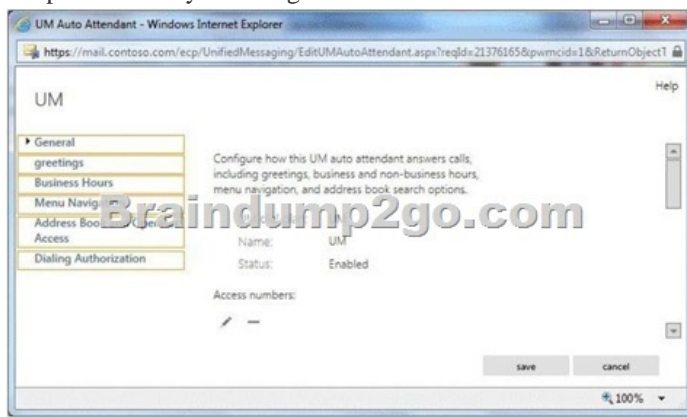 UM Auto Attendant - Windows Internet Explorer
https://mail.contoso.com/ecp/UnifiedMessaging/EditUMAutoAttendant.aspx?reqId=21376165&pwmcid=1&ReturnObjectT
Help
UM
General
greetings
Business Hours
Menu
Address
Access
Dialing Authorization
Configure how this UM auto attendant answers calls,
including greetings, business and non-business hours,
menu navigation, and address book search options.
Braindump2go.com
Name: UM
Status: Enabled
Access numbers:
save cancel
100%